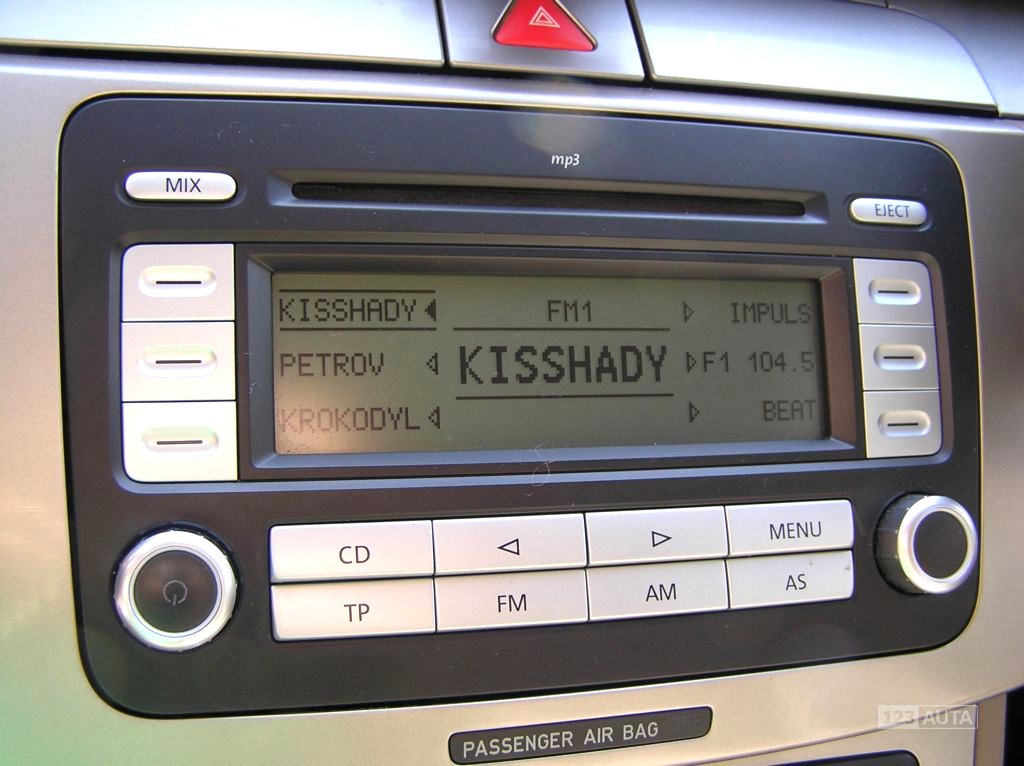 mp3
MIX
EJECT
KISSHADY FM1 IMPULS
PETROV KISSHADY F1 104.5
KROKODYL BEAT
CD MENU
TP FM AM AS
PASSENGER AIR BAG OFF
123 AUTA